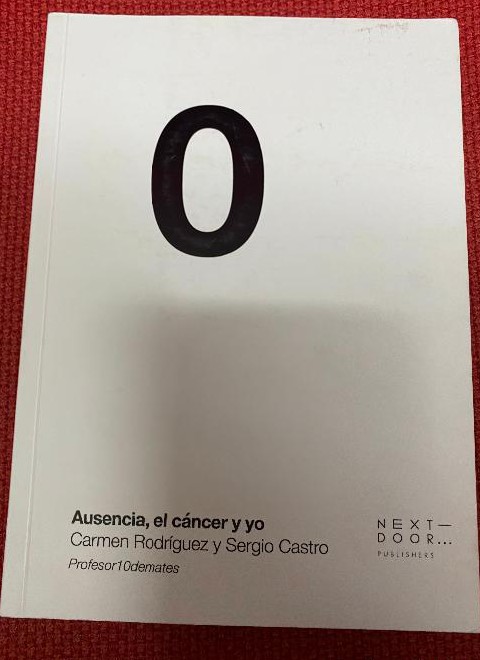 0
Ausencia, el cáncer y yo
Carmen Rodríguez y Sergio Castro
Profesor10demates
NEXT—
DOOR...
PUBLISHERS